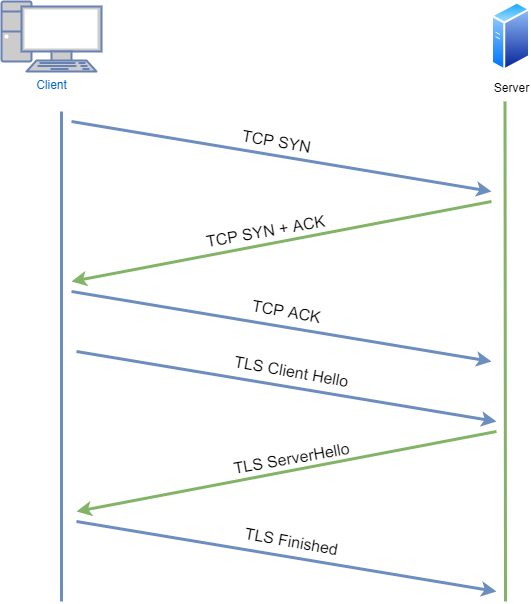 Client
Server
TCP SYN
TCP SYN + ACK
TCP ACK
TLS Client Hello
TLS ServerHello
TLS Finished